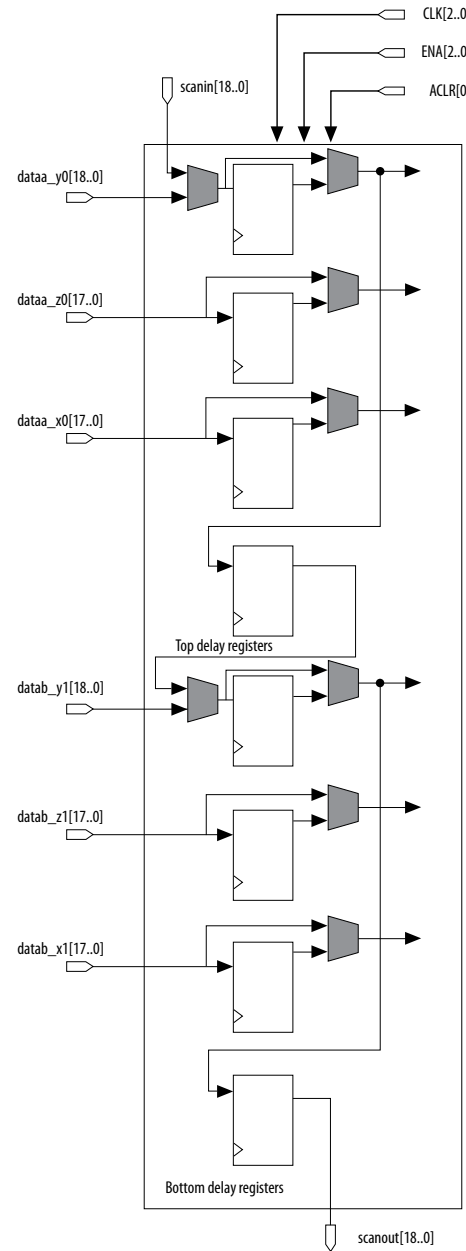 CLK[2..0
ENA[2..0
scanin[18..0]
ACLR[0
dataa_y0[18..0]
dataa_z0[17..0]
dataa_x0[17..0]
Top delay registers
datab_y1[18..0]
datab_z1[17..0]
datab_x1[17..0]
Bottom delay registers
scanout[18..0]